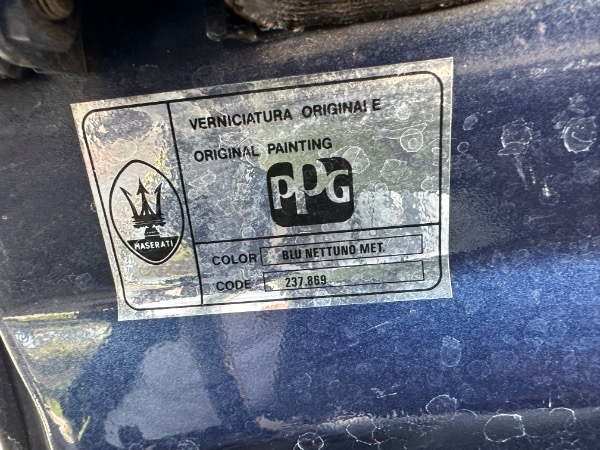 VERNICIATURA ORIGINALE
ORIGINAL PAINTING
PPG
MASERATI
COLOR BLU NETTUNO MET.
CODE 237.869